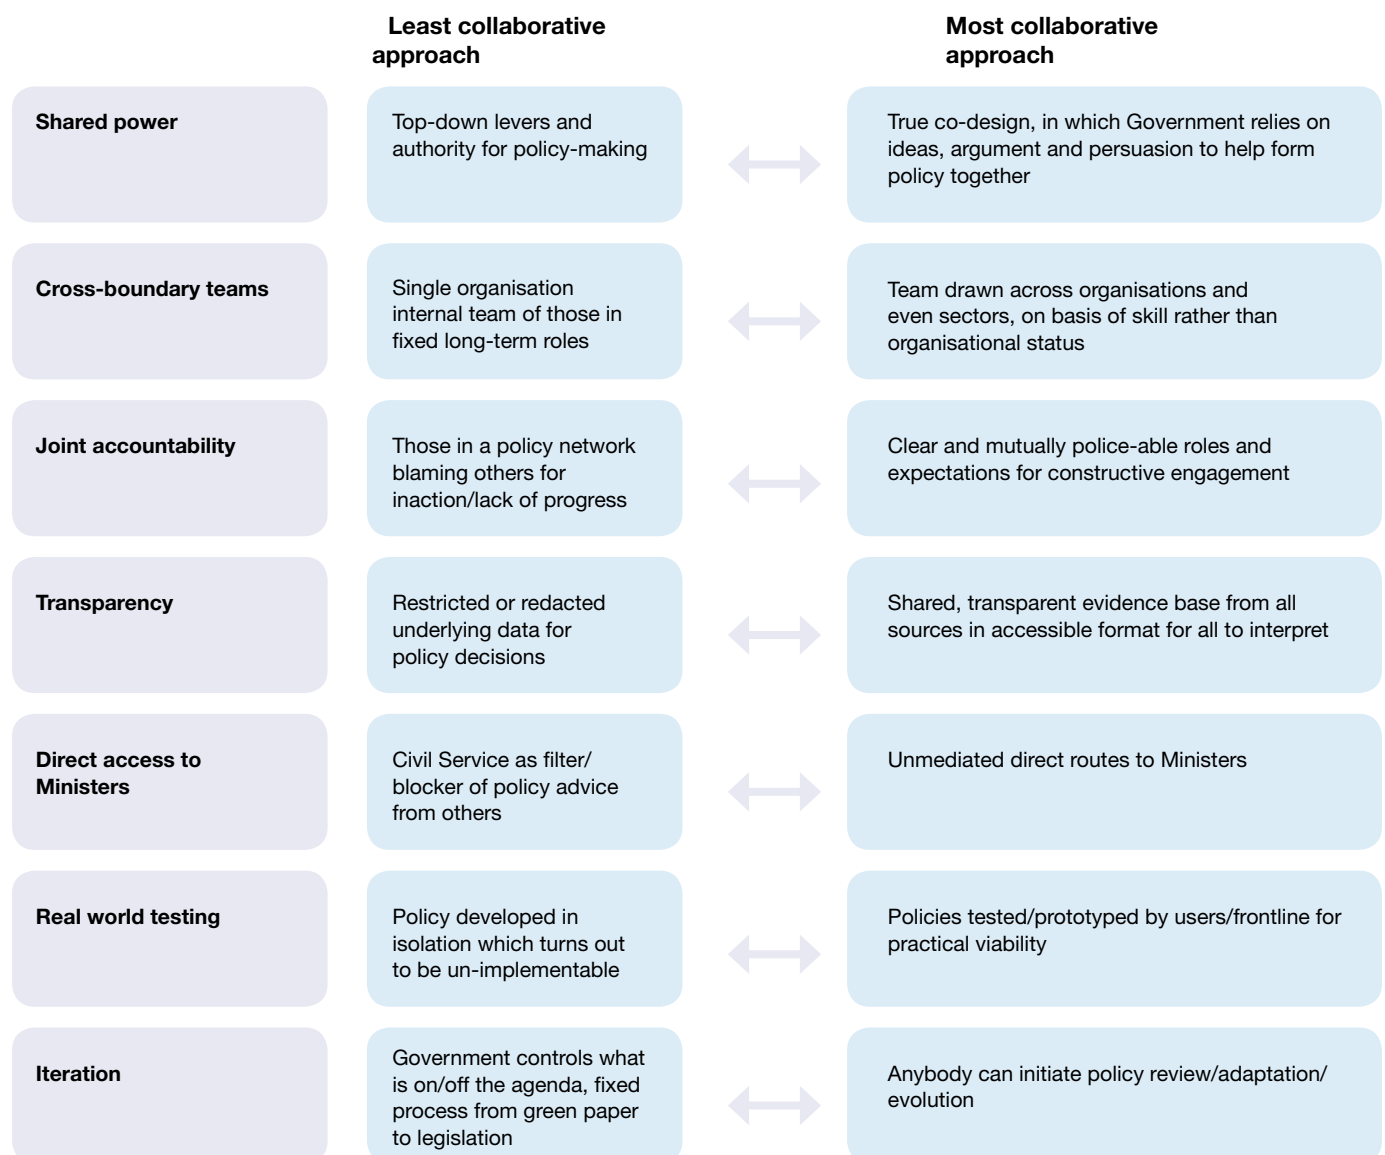 Least collaborative
approach
Most collaborative
approach
Shared power
Top-down levers and
authority for policy-making
True co-design, in which Government relies on
ideas, argument and persuasion to help form
policy together
Cross-boundary teams
Single organisation
internal team of those in
fixed long-term roles
Team drawn across organisations and
even sectors, on basis of skill rather than
organisational status
Joint accountability
Those in a policy network
blaming others for
inaction/lack of progress
Clear and mutually police-able roles and
expectations for constructive engagement
Transparency
Restricted or redacted
underlying data for
policy decisions
Shared, transparent evidence base from all
sources in accessible format for all to interpret
Direct access to
Ministers
Civil Service as filter/
blocker of policy advice
from others
Unmediated direct routes to Ministers
Real world testing
Policy developed in
isolation which turns out
to be un-implementable
Policies tested/prototyped by users/frontline for
practical viability
Iteration
Government controls what
is on/off the agenda, fixed
process from green paper
to legislation
Anybody can initiate policy review/adaptation/
evolution